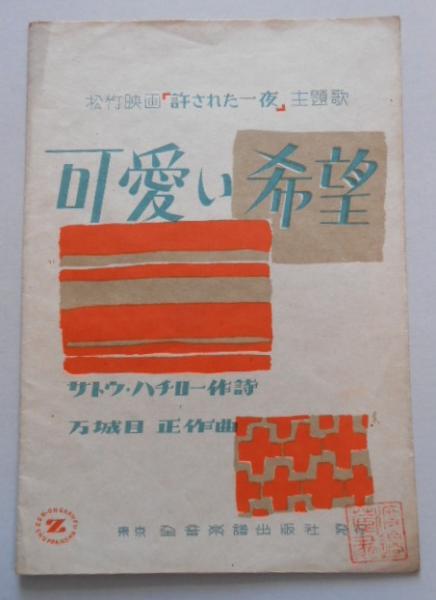 松竹映画「許された一夜」主題歌
可愛い希望
サトウ・ハチロー作詩
万城目 正作曲
Z
東京 全音楽譜出版社 発行